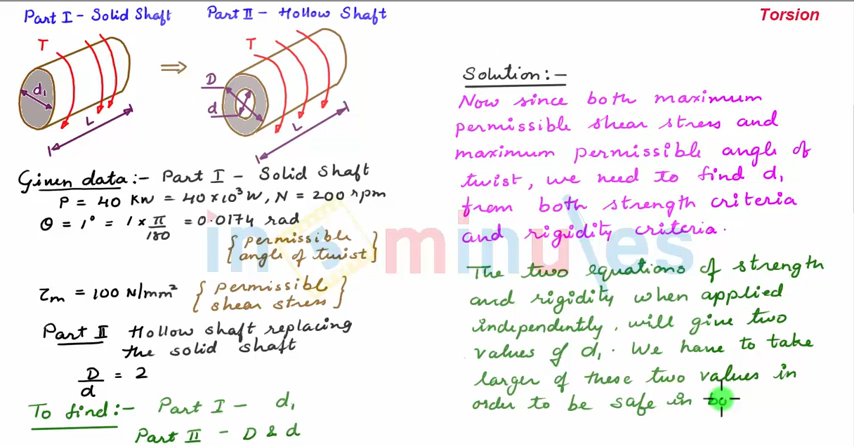 Part I - Solid Shaft
Part II - Hollow Shaft
Torsion
T
d₁
L
T
D
d
L
Given data :- Part I - Solid Shaft
P = 40 KW = 40 × 10³ W, N = 200 rpm
θ = 1° = 1 × π/180 = 0.0174 rad
{ permissible angle of twist }
τm = 100 N/mm² { permissible shear stress }
Part II Hollow shaft replacing
the solid shaft
D/d = 2
To find :- Part I - d₁
Part II - D & d
Solution :-
Now since both maximum
permissible shear stress and
maximum permissible angle of
twist, we need to find d₁
from both strength criteria
and rigidity criteria.
The two equations of strength
and rigidity when applied
independently, will give two
values of d₁. We have to take
larger of these two values in
order to be safe in
in minutes